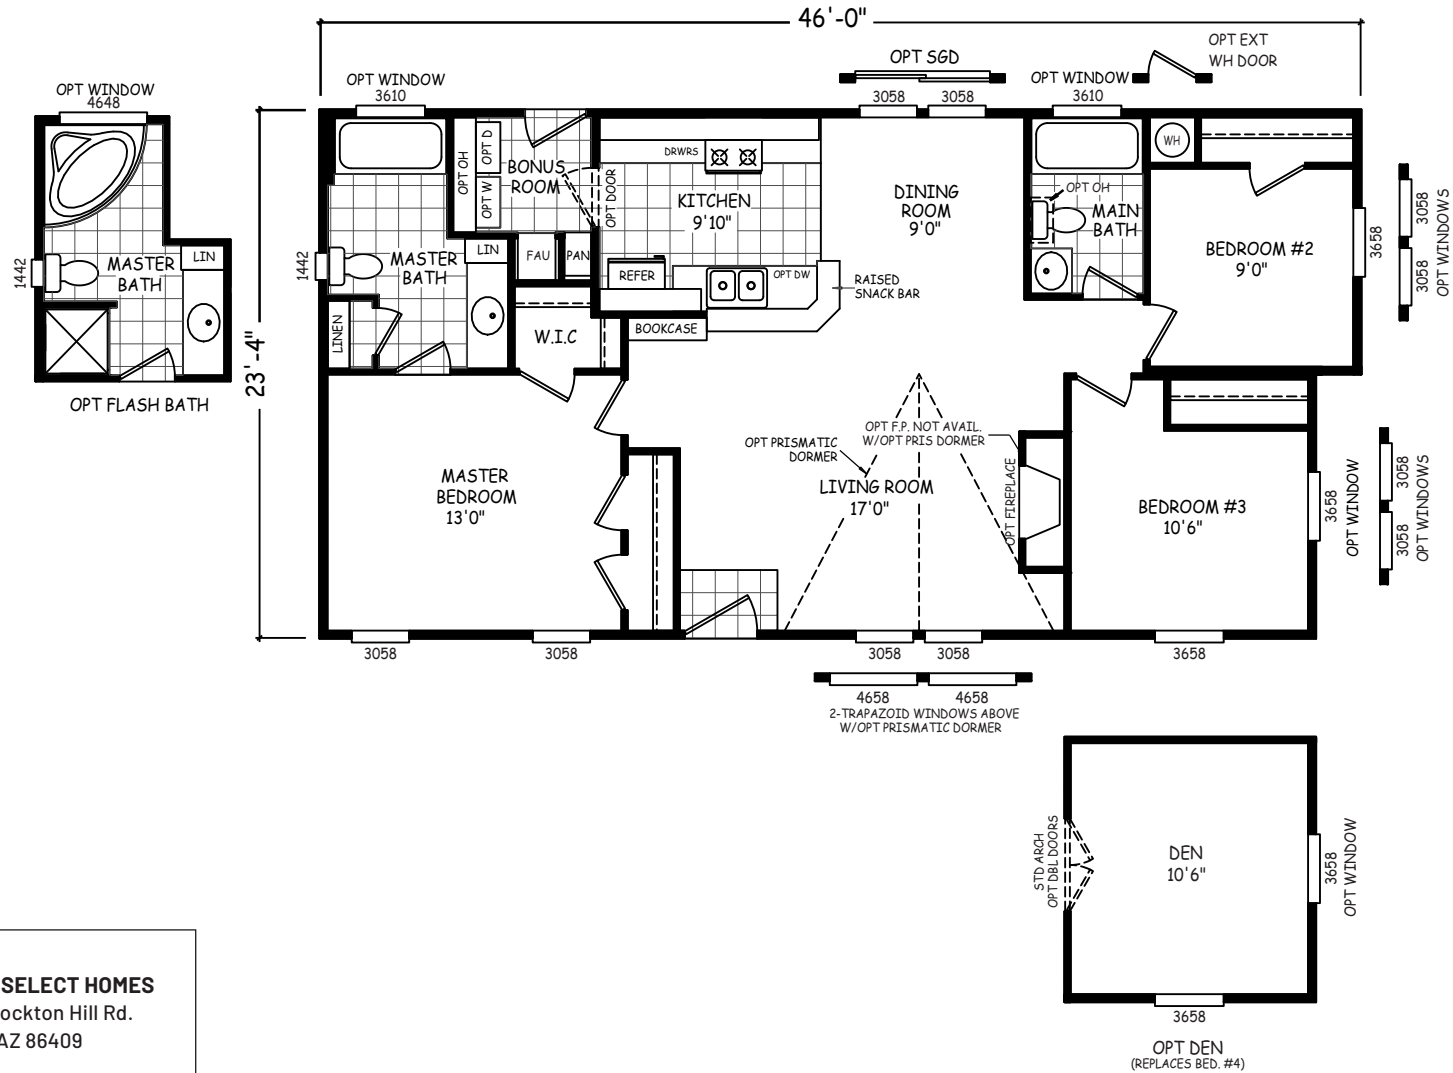 46'-0"
OPT EXT
WH DOOR
OPT SGD
OPT WINDOW
3610
3058
3058
OPT WINDOW
3610
OPT WINDOW
4648
1442
MASTER
BATH
LIN
OPT FLASH BATH
23'-4"
1442
OPT OH
OPT D
OPT W
BONUS
ROOM
OPT DOOR
DRWRS
KITCHEN
9'10"
REFER
OPT DW
RAISED
SNACK BAR
BOOKCASE
FAU
PAN
LIN
MASTER
BATH
LINEN
W.I.C
DINING
ROOM
9'0"
OPT OH
MAIN
BATH
WH
BEDROOM #2
9'0"
3658
3058
3058
OPT WINDOWS
MASTER
BEDROOM
13'0"
OPT PRISMATIC
DORMER
OPT F.P. NOT AVAIL.
W/OPT PRIS DORMER
LIVING ROOM
17'0"
OPT FIREPLACE
BEDROOM #3
10'6"
3658
OPT WINDOW
3058
3058
OPT WINDOWS
3058
3058
3058
3058
3658
4658
4658
2-TRAPAZOID WINDOWS ABOVE
W/OPT PRISMATIC DORMER
STD ARCH
OPT DBL DOORS
DEN
10'6"
3658
OPT WINDOW
3658
OPT DEN
(REPLACES BED. #4)
SELECT HOMES
ockton Hill Rd.
AZ 86409